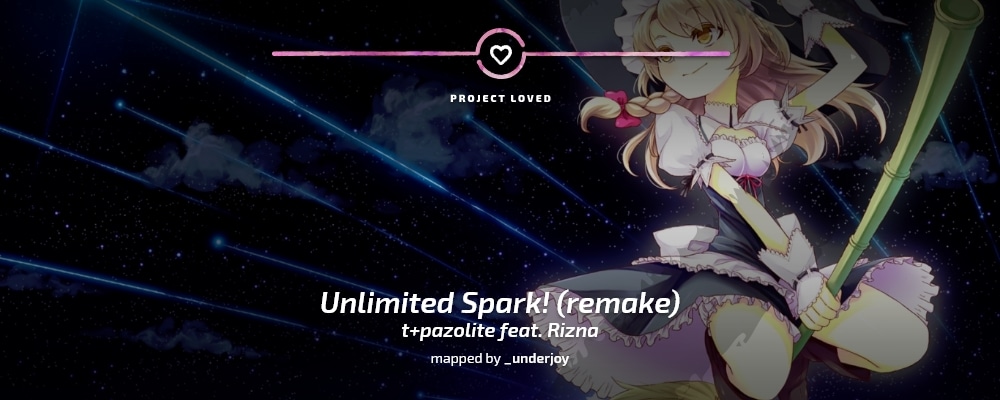 PROJECT LOVED
Unlimited Spark! (remake)
t+pazolite feat. Rizna
mapped by _underjoy